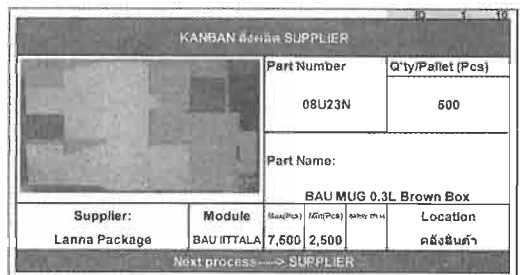 ID 1 10
KANBAN สั่งผลิต SUPPLIER
Part Number Q'ty/Pallet (Pcs)
08U23N 500
Part Name:
BAU MUG 0.3L Brown Box
Supplier: Module Max(Pcs) Min(Pcs) Location
Lanna Package BAU IITTALA 7,500 2,500 คลังสินค้า
Next process-----> SUPPLIER